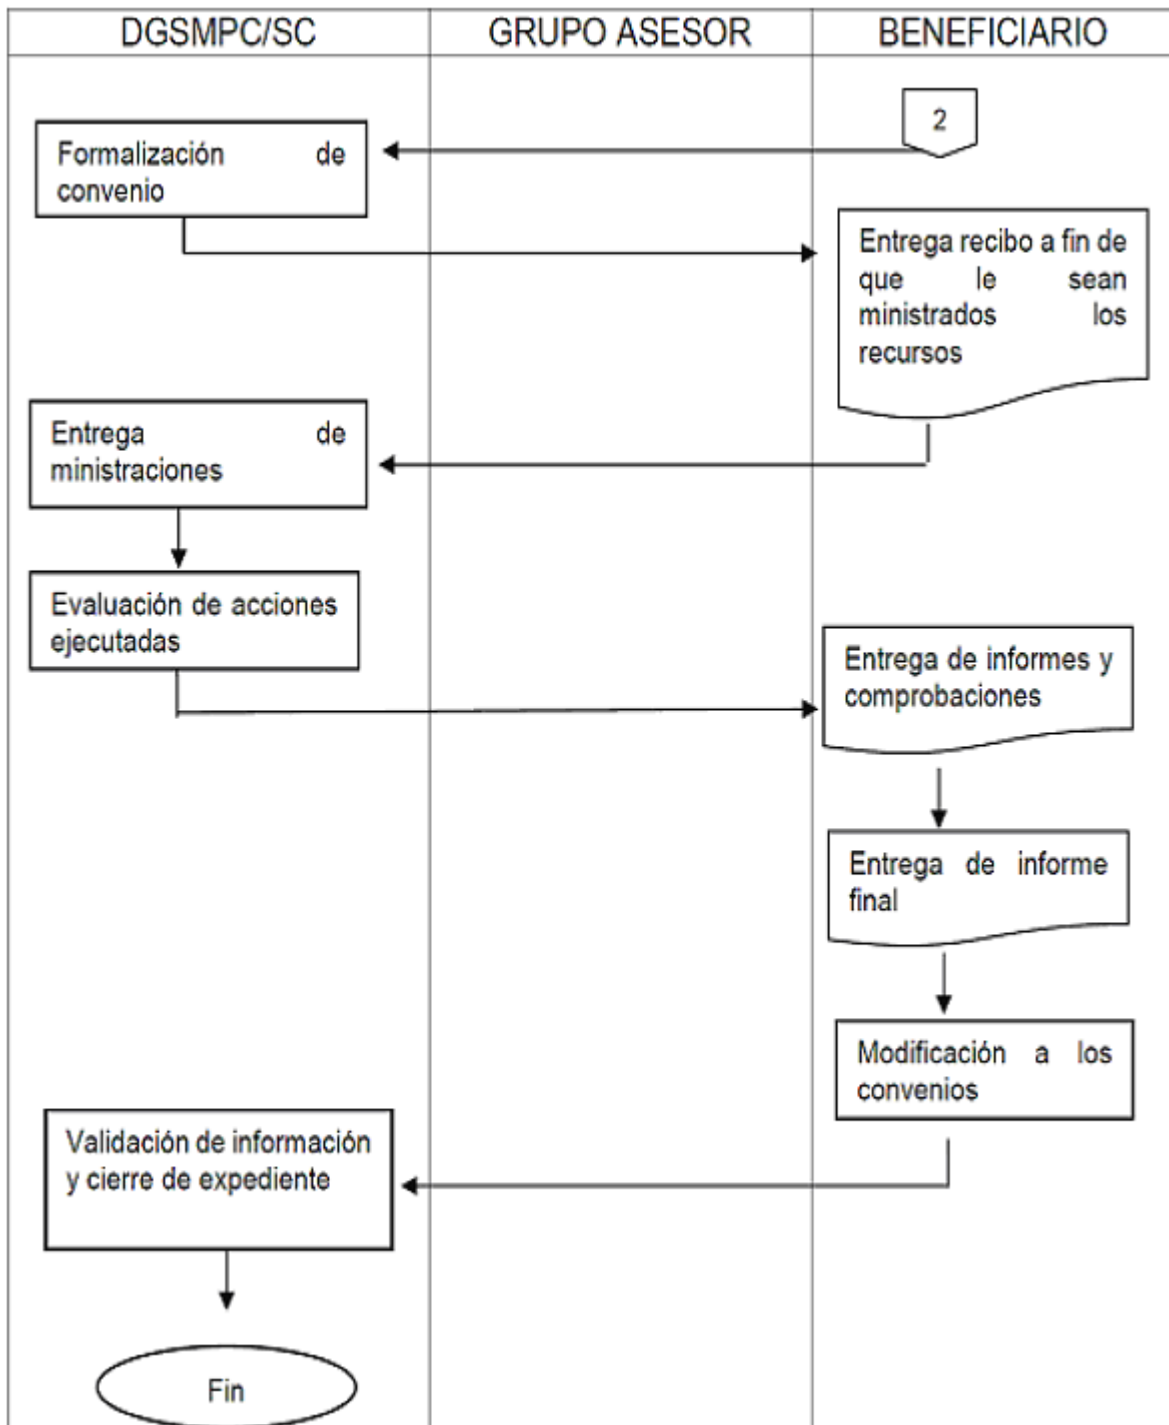 DGSMPC/SC
GRUPO ASESOR
BENEFICIARIO
2
Formalización de
convenio
Entrega recibo a fin de
que le sean
ministrados los
recursos
Entrega de
ministraciones
Evaluación de acciones
ejecutadas
Entrega de informes y
comprobaciones
Entrega de informe
final
Modificación a los
convenios
Validación de información
y cierre de expediente
Fin